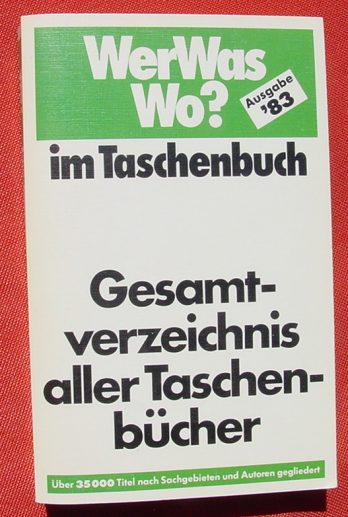 WerWas
Wo?
Ausgabe
'83
im Taschenbuch
Gesamt-
verzeichnis
aller Taschen-
bücher
Über 35000 Titel nach Sachgebieten und Autoren gegliedert